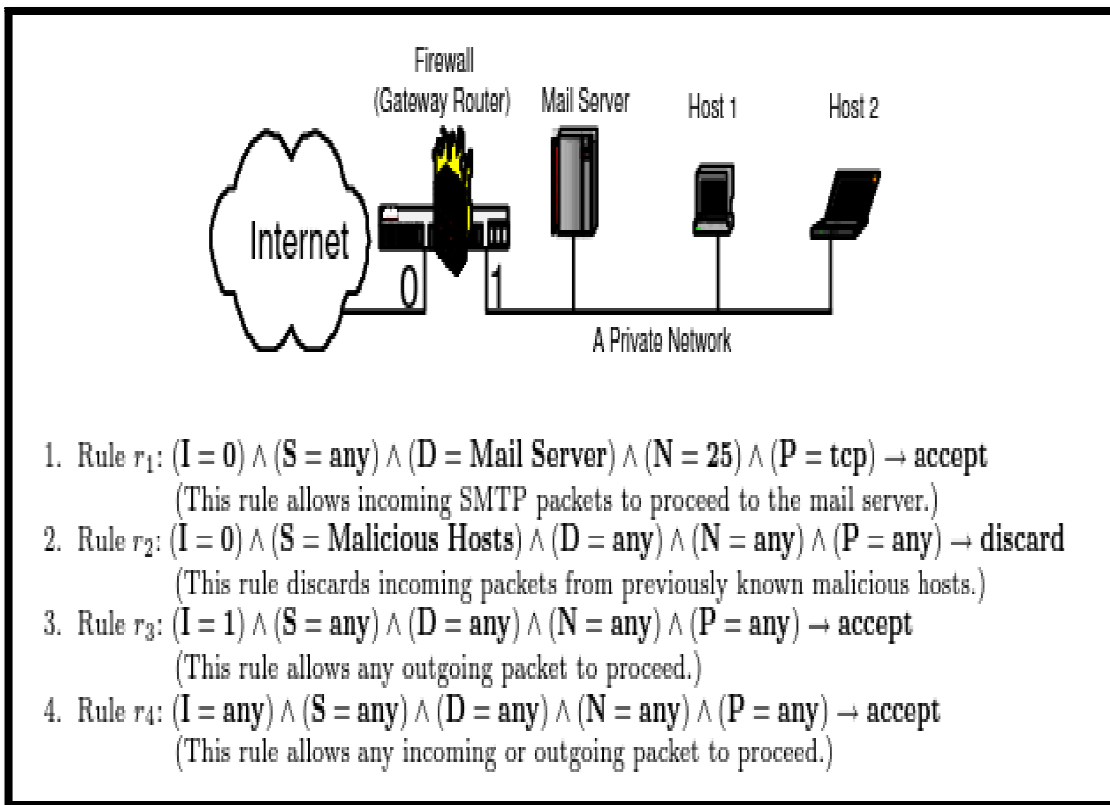 Firewall
(Gateway Router)
Mail Server
Host 1
Host 2
Internet
0
1
A Private Network
1. Rule r₁: (I = 0) ∧ (S = any) ∧ (D = Mail Server) ∧ (N = 25) ∧ (P = tcp) → accept
(This rule allows incoming SMTP packets to proceed to the mail server.)
2. Rule r₂: (I = 0) ∧ (S = Malicious Hosts) ∧ (D = any) ∧ (N = any) ∧ (P = any) → discard
(This rule discards incoming packets from previously known malicious hosts.)
3. Rule r₃: (I = 1) ∧ (S = any) ∧ (D = any) ∧ (N = any) ∧ (P = any) → accept
(This rule allows any outgoing packet to proceed.)
4. Rule r₄: (I = any) ∧ (S = any) ∧ (D = any) ∧ (N = any) ∧ (P = any) → accept
(This rule allows any incoming or outgoing packet to proceed.)